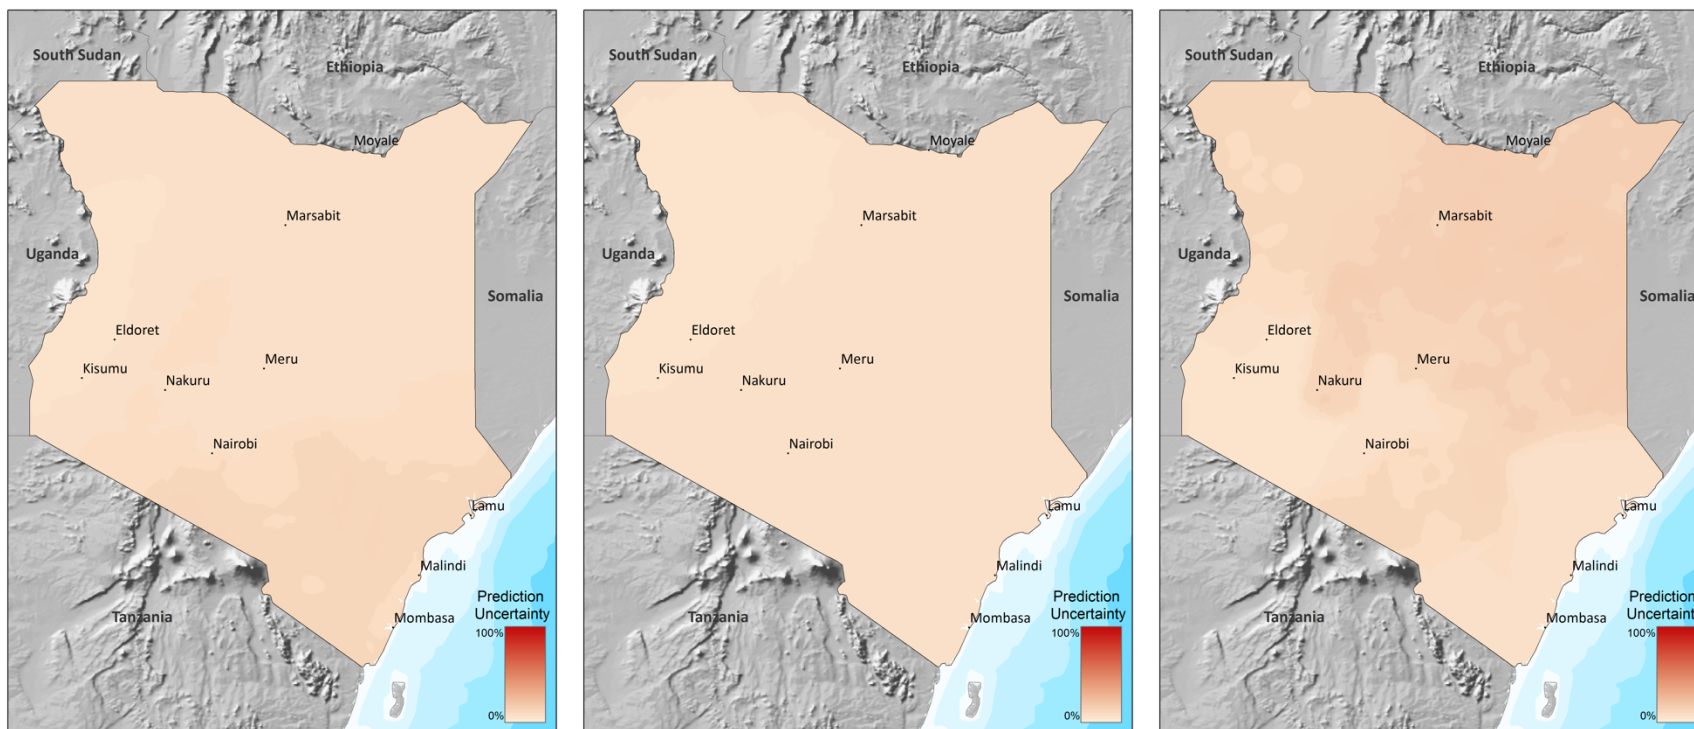 South Sudan
Ethiopia
Moyale
Marsabit
Uganda
Somalia
Eldoret
Meru
Kisumu
Nakuru
Nairobi
Lamu
Malindi
Prediction
Uncertainty
Tanzania
Mombasa
100%
0%
South Sudan
Ethiopia
Moyale
Marsabit
Uganda
Somalia
Eldoret
Meru
Kisumu
Nakuru
Nairobi
Lamu
Malindi
Prediction
Uncertainty
Tanzania
Mombasa
100%
0%
South Sudan
Ethiopia
Moyale
Marsabit
Uganda
Somalia
Eldoret
Meru
Kisumu
Nakuru
Nairobi
Lamu
Malindi
Prediction
Uncertainty
Tanzania
Mombasa
100%
0%